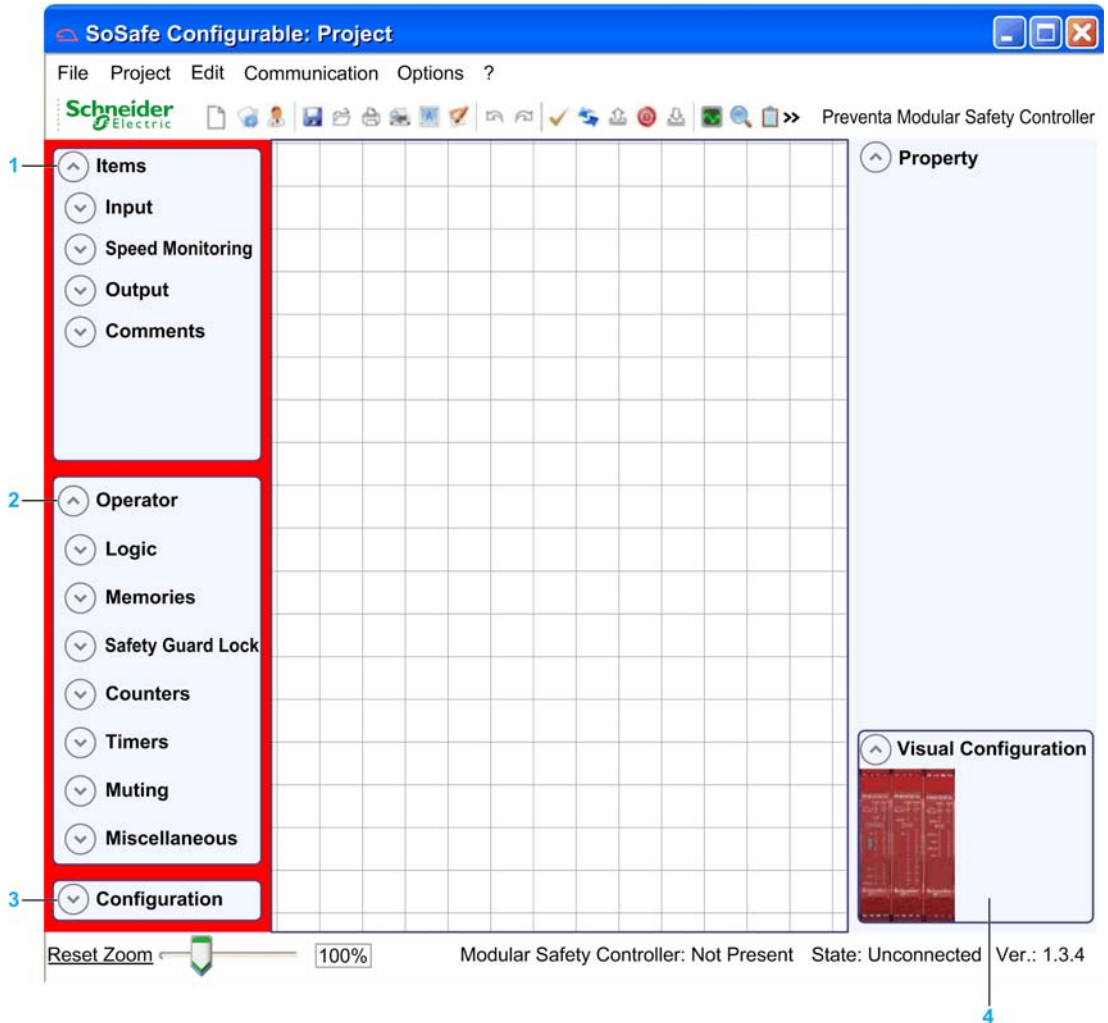 SoSafe Configurable: Project
File Project Edit Communication Options ?
Schneider Electric
Preventa Modular Safety Controller
1
Items
Input
Speed Monitoring
Output
Comments
2
Operator
Logic
Memories
Safety Guard Lock
Counters
Timers
Muting
Miscellaneous
3
Configuration
Property
Visual Configuration
Reset Zoom 100% Modular Safety Controller: Not Present State: Unconnected Ver.: 1.3.4
4